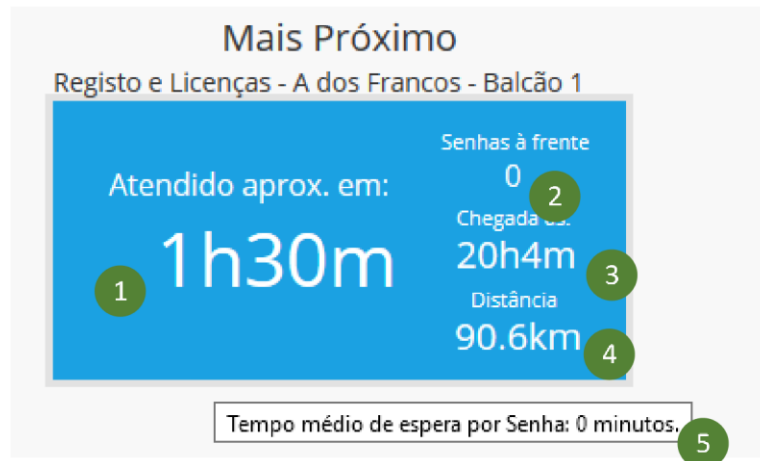 Mais Próximo
Registo e Licenças - A dos Francos - Balcão 1
Atendido aprox. em:
1h30m
1
Senhas à frente
0
2
Chegada
20h4m
3
Distância
90.6km
4
Tempo médio de espera por Senha: 0 minutos.
5